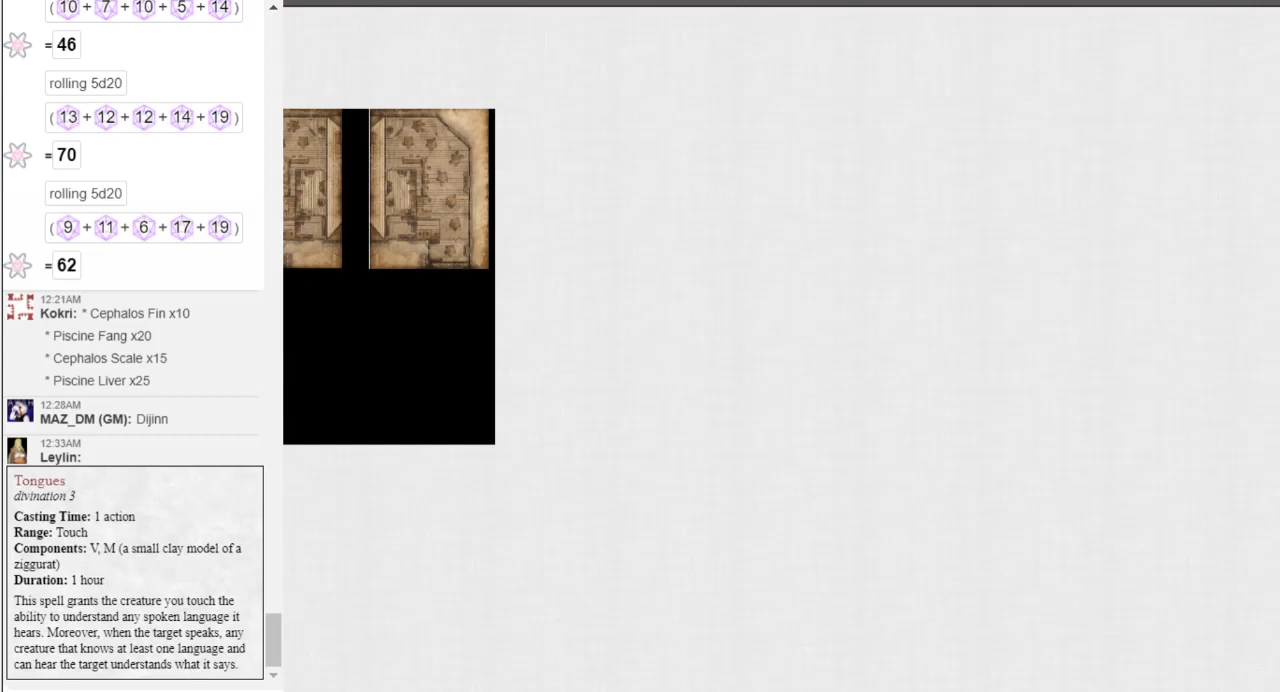 (10+7+10+5+14)
=46
rolling 5d20
(13+12+12+14+19)
=70
rolling 5d20
(9+11+6+17+19)
=62
12:21AM
Kokri: * Cephalos Fin x10
* Piscine Fang x20
* Cephalos Scale x15
* Piscine Liver x25
12:28AM
MAZ_DM (GM): Dijinn
12:33AM
Leylin:
Tongues
divination 3
Casting Time: 1 action
Range: Touch
Components: V, M (a small clay model of a
ziggurat)
Duration: 1 hour
This spell grants the creature you touch the
ability to understand any spoken language it
hears. Moreover, when the target speaks, any
creature that knows at least one language and
can hear the target understands what it says.